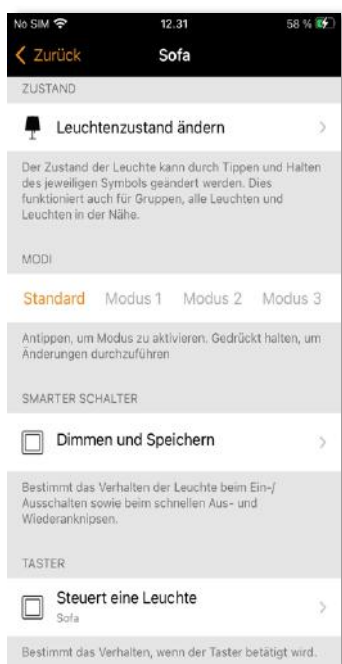 No SIM 12.31 58 %
Zurück Sofa
ZUSTAND
Leuchtenzustand ändern
Der Zustand der Leuchte kann durch Tippen und Halten
des jeweiligen Symbols geändert werden. Dies
funktioniert auch für Gruppen, alle Leuchten und
Leuchten in der Nähe.
MODI
Standard Modus 1 Modus 2 Modus 3
Antippen, um Modus zu aktivieren. Gedrückt halten, um
Änderungen durchzuführen
SMARTER SCHALTER
Dimmen und Speichern
Bestimmt das Verhalten der Leuchte beim Ein-/
Ausschalten sowie beim schnellen Aus- und
Wiederanknipsen.
TASTER
Steuert eine Leuchte
Sofa
Bestimmt das Verhalten, wenn der Taster betätigt wird.